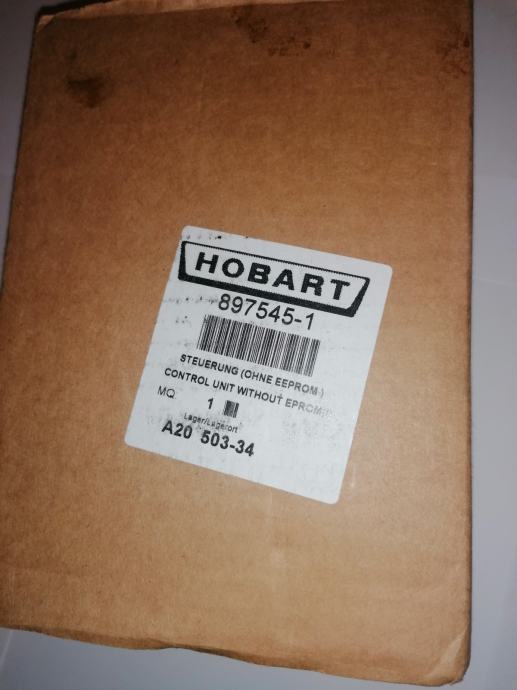 HOBART
897545-1
STEUERUNG (OHNE EEPROM)
CONTROL UNIT WITHOUT EPROM
MQ
1
Lager/Lagerort
A20 503-34